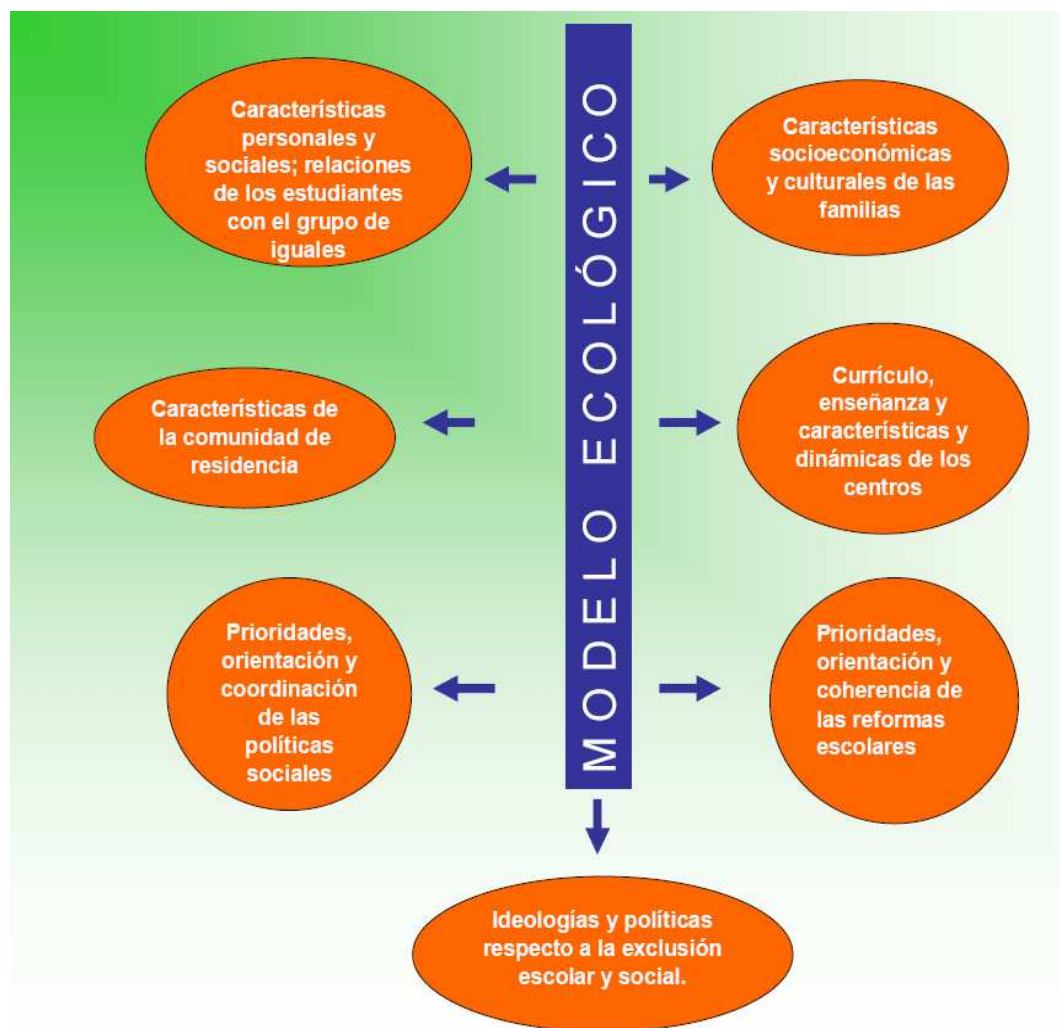 Características
personales y
sociales; relaciones
de los estudiantes
con el grupo de
iguales
Características
socioeconómicas
y culturales de las
familias
MODELO ECOLÓGICO
Características de
la comunidad de
residencia
Currículo,
enseñanza y
características y
dinámicas de los
centros
Prioridades,
orientación y
coordinación
de las
políticas
sociales
Prioridades,
orientación y
coherencia de
las reformas
escolares
Ideologías y políticas
respecto a la exclusión
escolar y social.